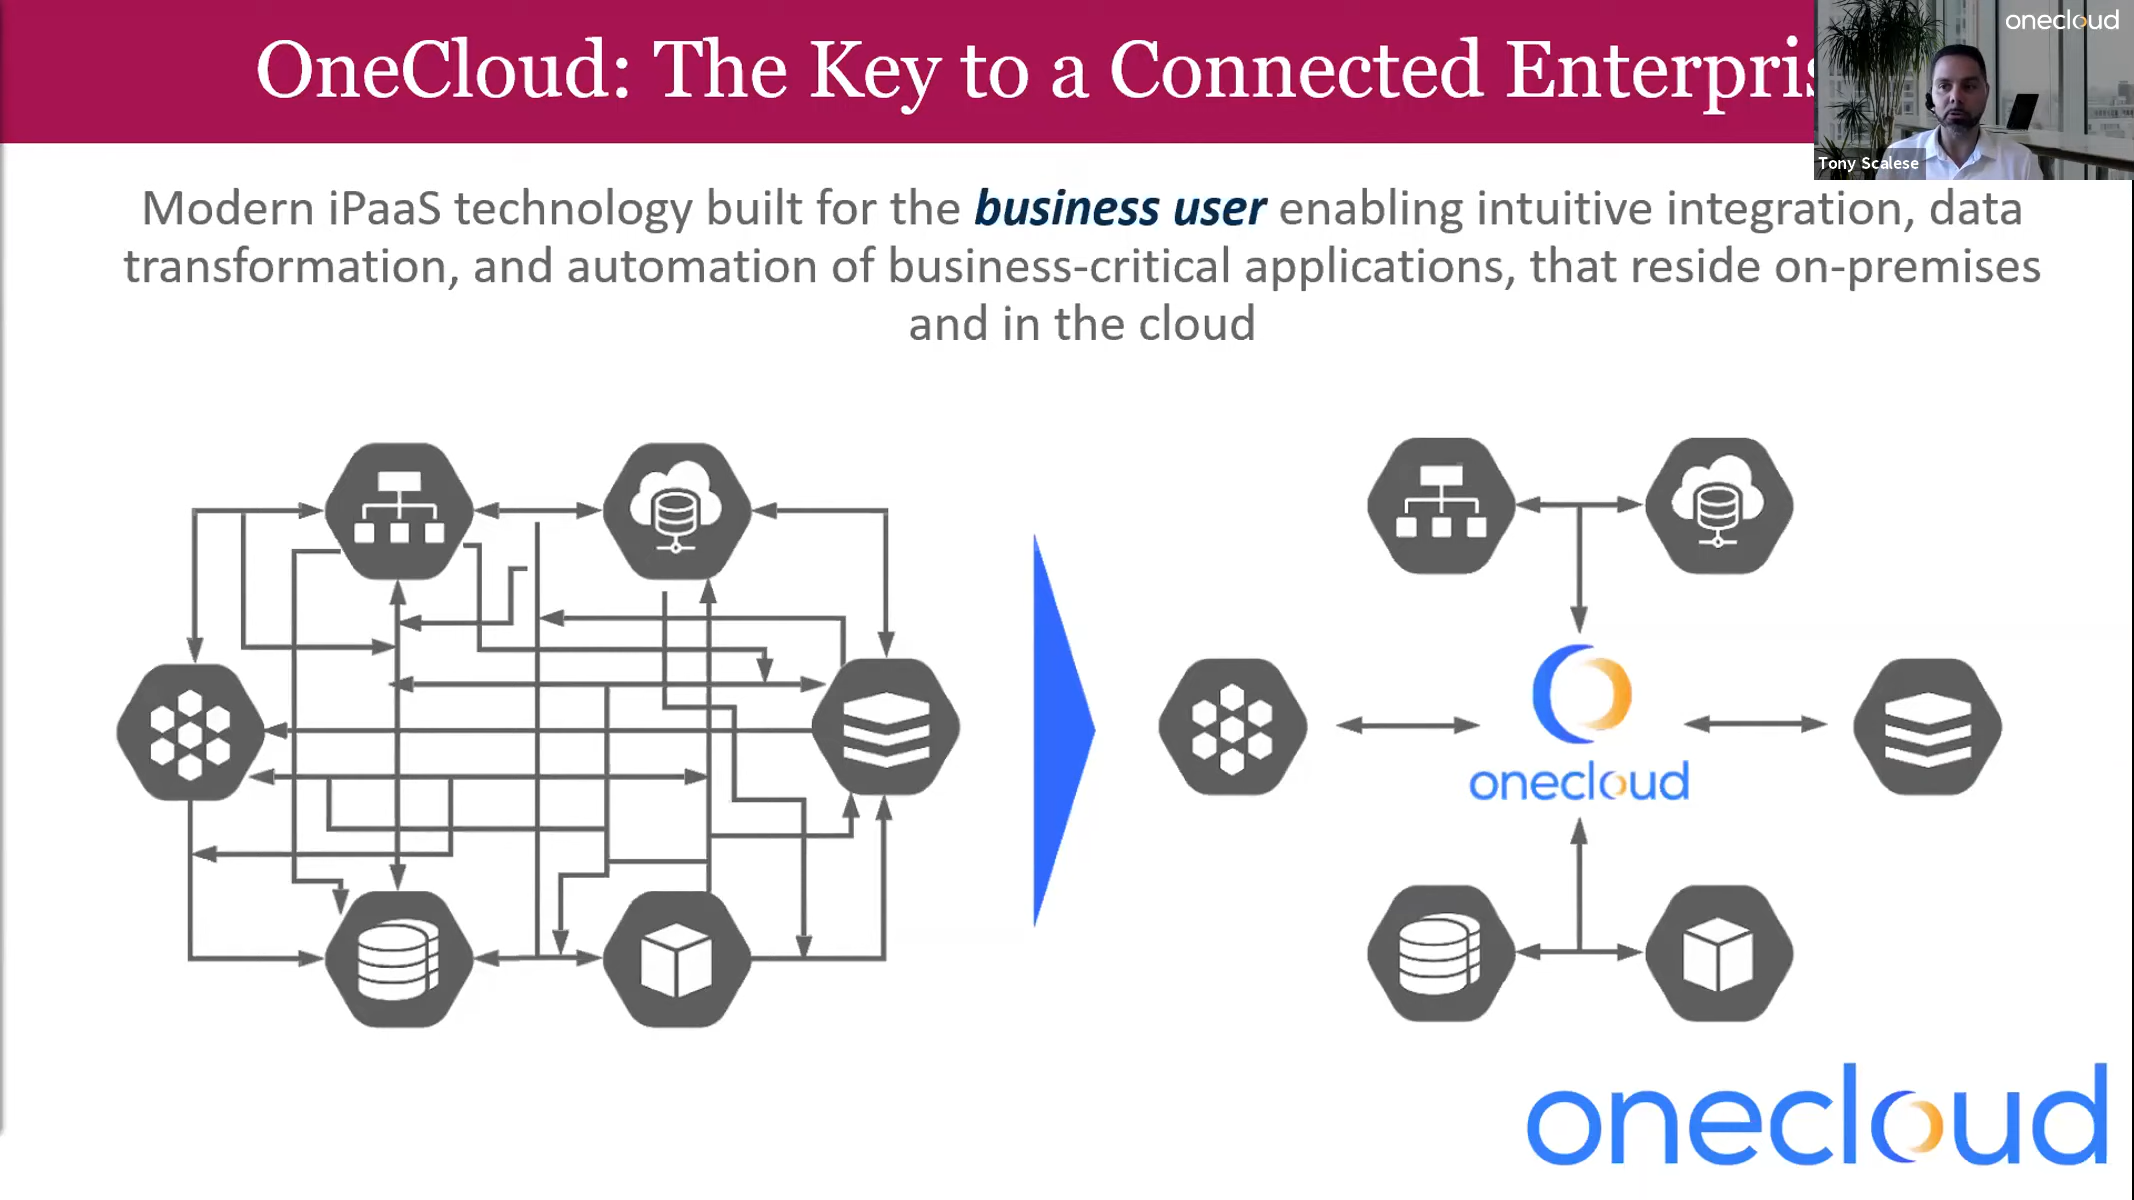 OneCloud: The Key to a Connected Enterpris
onecloud
Tony Scalese
Modern iPaaS technology built for the business user enabling intuitive integration, data
transformation, and automation of business-critical applications, that reside on-premises
and in the cloud
onecloud
onecloud